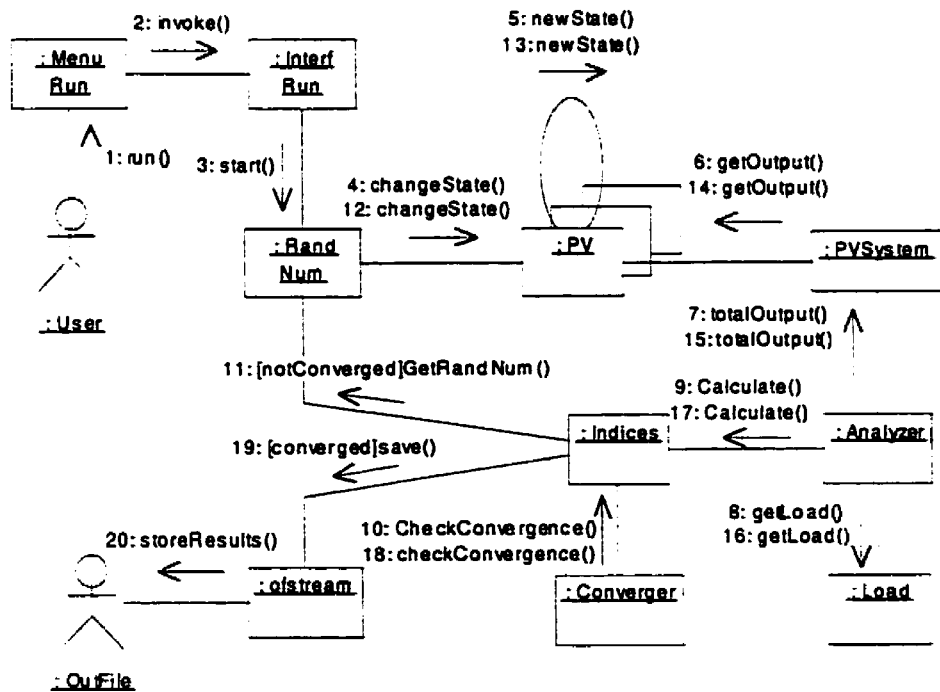 2: invoke()
5: newState()
13: newState()
: Menu
Run
: Interf
Run
1: run()
3: start()
4: changeState()
12: changeState()
6: getOutput()
14: getOutput()
: Rand
Num
: PV
: PVSystem
: User
7: totalOutput()
15: totalOutput()
11: [notConverged]GetRandNum()
9: Calculate()
17: Calculate()
: Indices
: Analyzer
19: [converged]save()
10: CheckConvergence()
18: checkConvergence()
8: getLoad()
16: getLoad()
20: storeResults()
: ofstream
: Converger
: Load
: OutFile